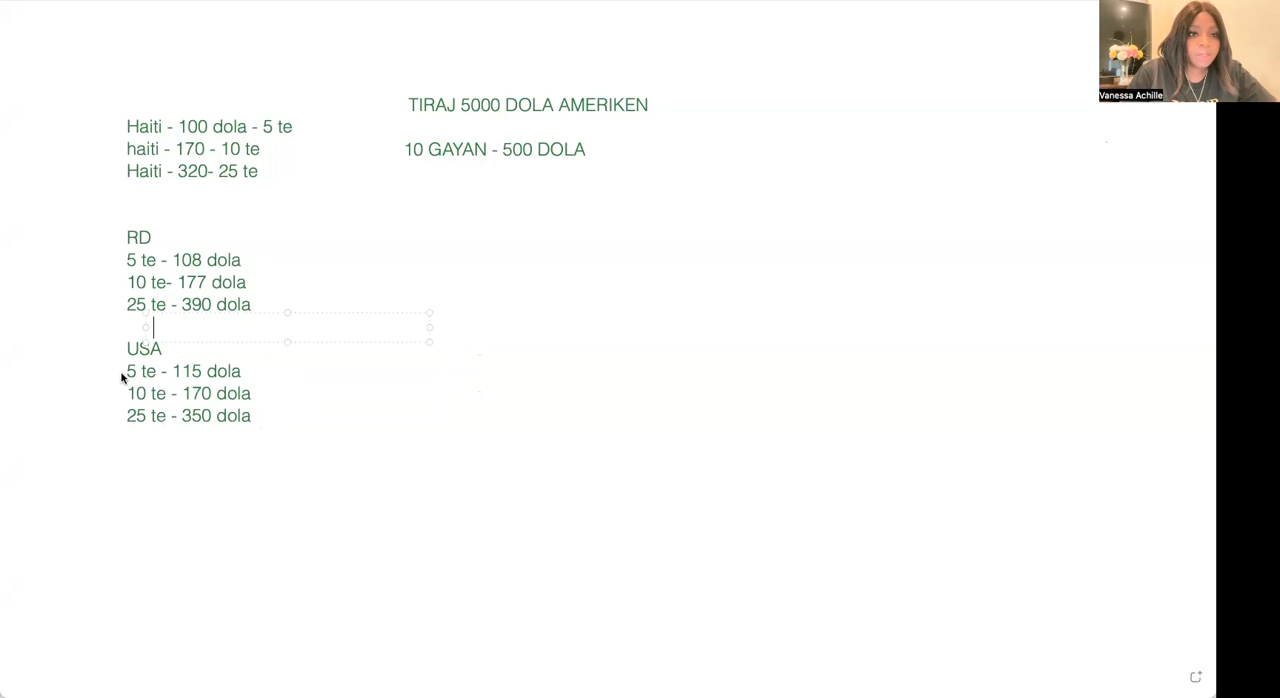 TIRAJ 5000 DOLA AMERIKEN
10 GAYAN - 500 DOLA
Haiti - 100 dola - 5 te
haiti - 170 - 10 te
Haiti - 320- 25 te
RD
5 te - 108 dola
10 te- 177 dola
25 te - 390 dola
USA
5 te - 115 dola
10 te - 170 dola
25 te - 350 dola
Vanessa Achille